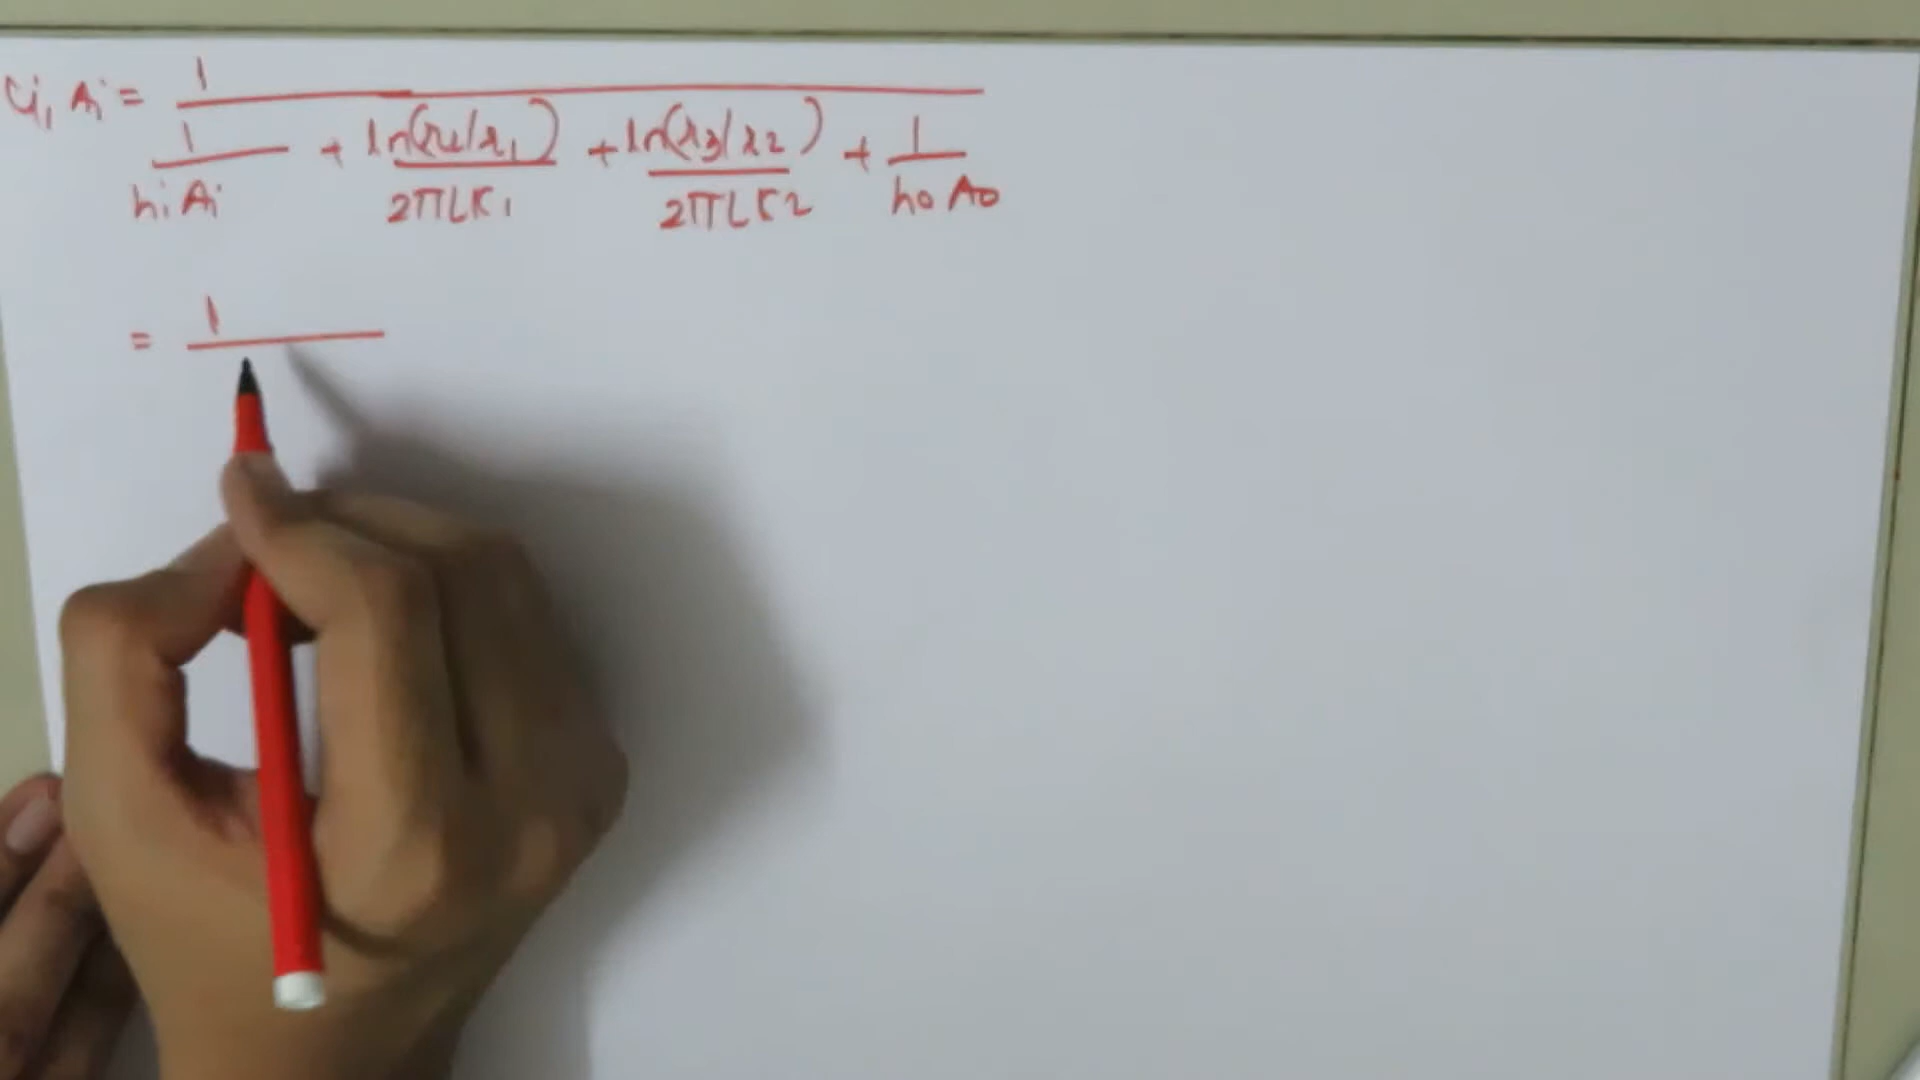 Ui, Ai = 1
1 + ln(r2/r1) + ln(r3/r2) + 1
hi Ai 2πLK1 2πLK2 ho Ao
= 1